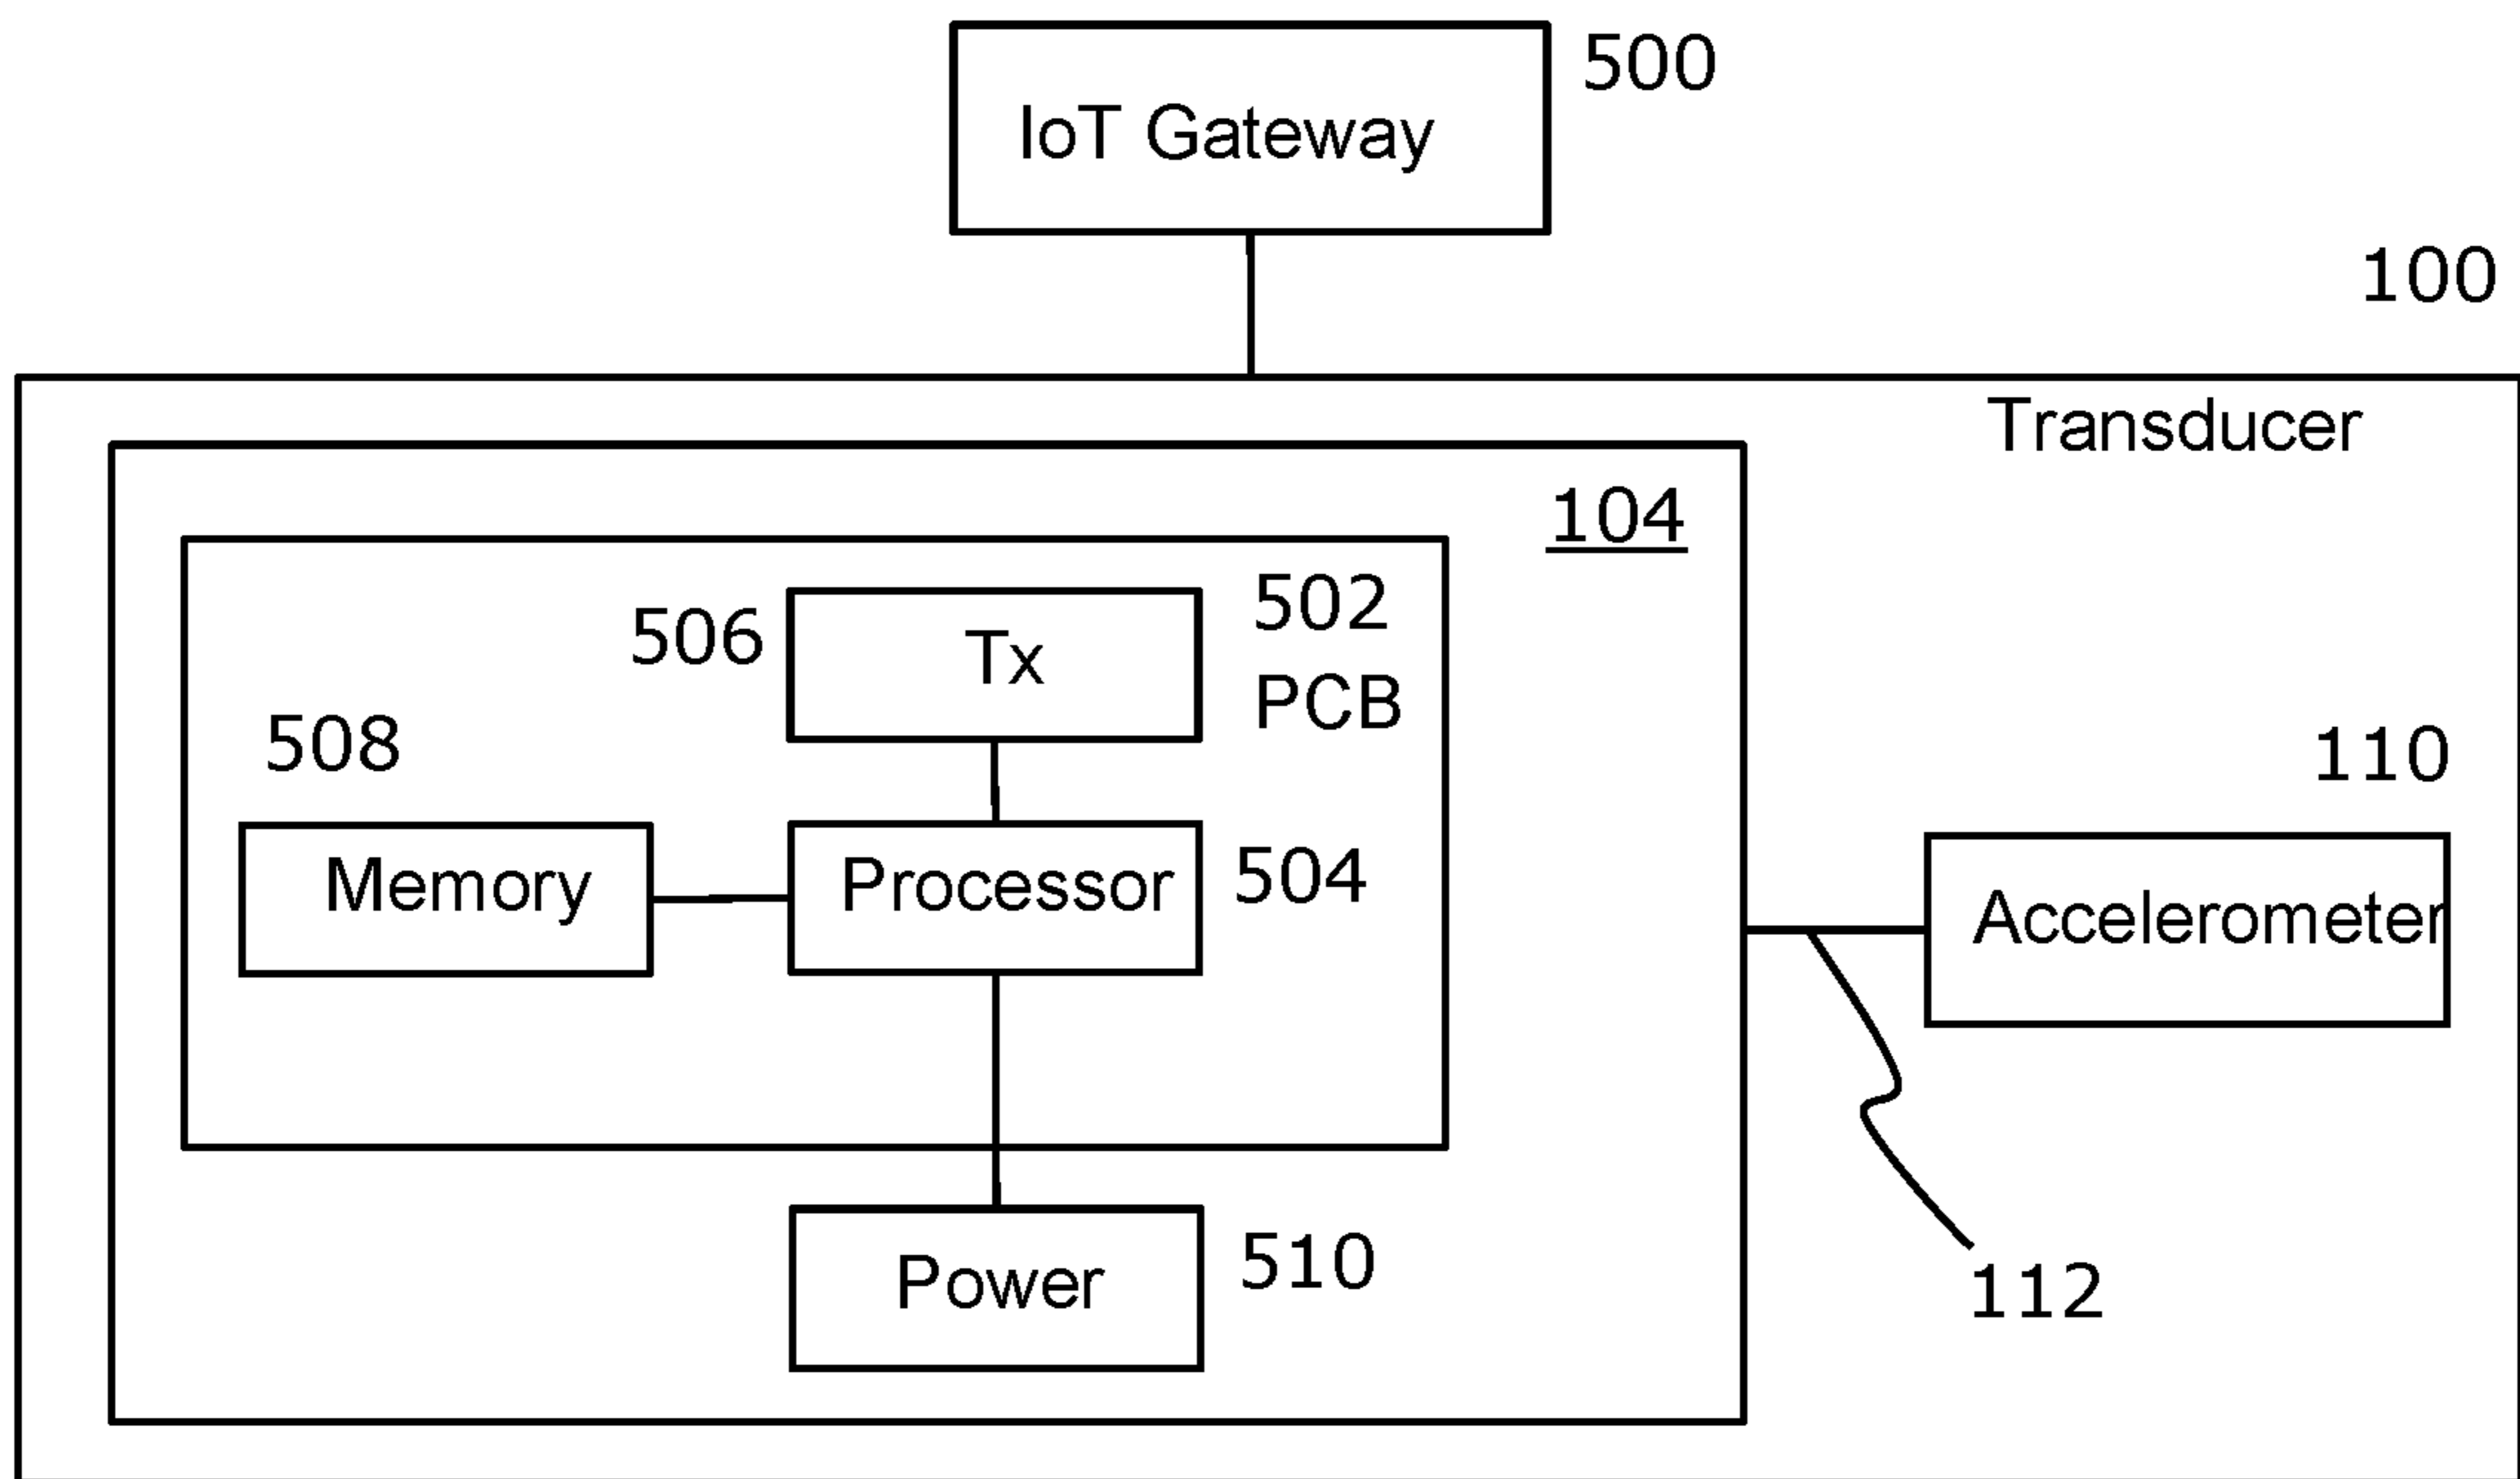 500
IoT Gateway
100
Transducer
104
502
506
Tx
PCB
508
110
Memory
Processor
504
Accelerometer
510
Power
112